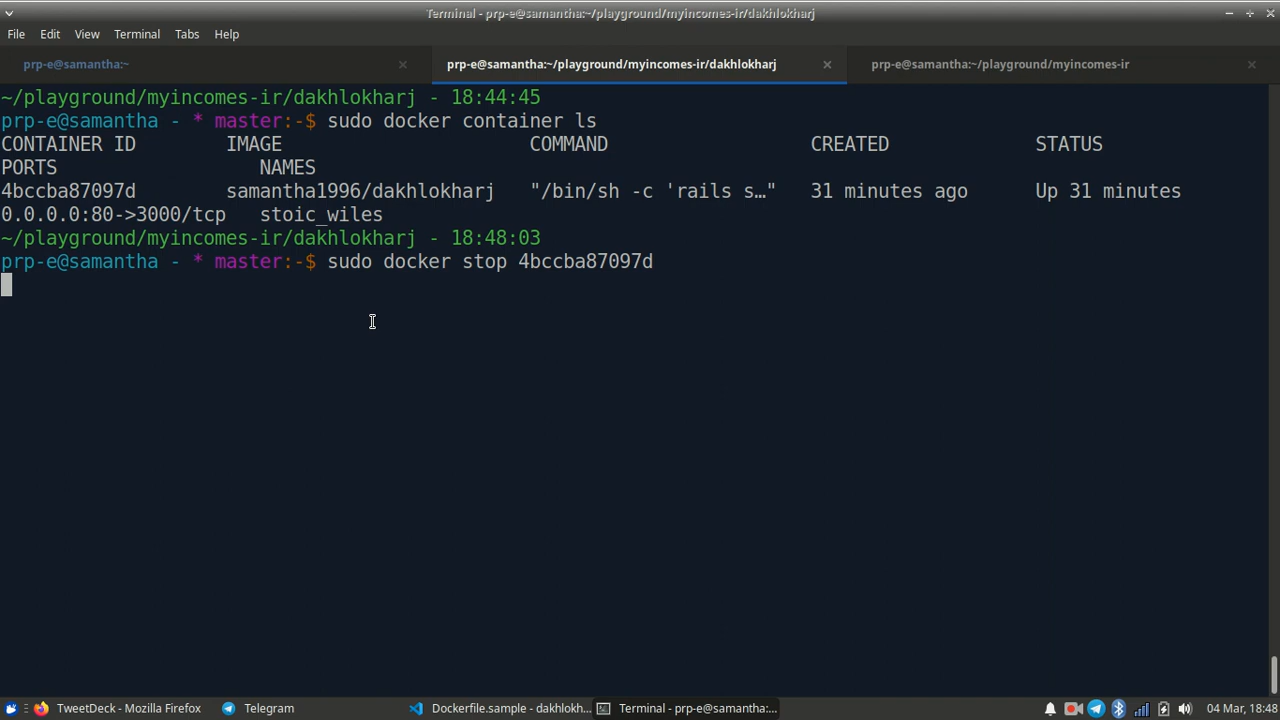 Terminal - prp-e@samantha:~/playground/myincomes-ir/dakhlokharj
File Edit View Terminal Tabs Help
prp-e@samantha:~ prp-e@samantha:~/playground/myincomes-ir/dakhlokharj prp-e@samantha:~/playground/myincomes-ir
~/playground/myincomes-ir/dakhlokharj - 18:44:45
prp-e@samantha - * master:-$ sudo docker container ls
CONTAINER ID IMAGE COMMAND CREATED STATUS
PORTS NAMES
4bccba87097d samantha1996/dakhlokharj "/bin/sh -c 'rails s…" 31 minutes ago Up 31 minutes
0.0.0.0:80->3000/tcp stoic_wiles
~/playground/myincomes-ir/dakhlokharj - 18:48:03
prp-e@samantha - * master:-$ sudo docker stop 4bccba87097d
TweetDeck - Mozilla Firefox Telegram Dockerfile.sample - dakhlokh... Terminal - prp-e@samantha:... 04 Mar, 18:48